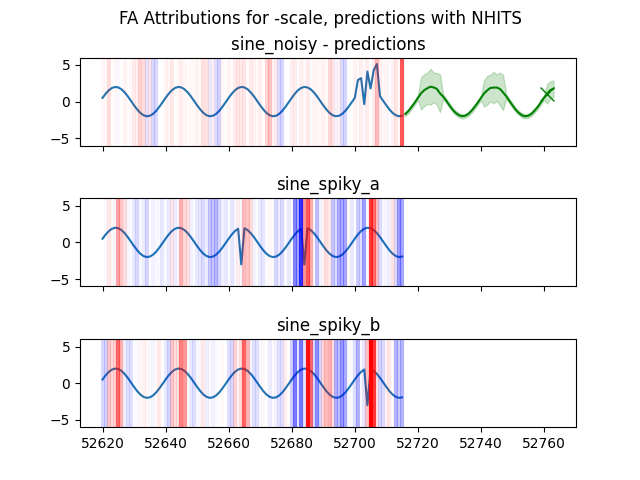 FA Attributions for -scale, predictions with NHITS
sine_noisy - predictions
5
0
−5
sine_spiky_a
5
0
−5
sine_spiky_b
5
0
−5
52620 52640 52660 52680 52700 52720 52740 52760